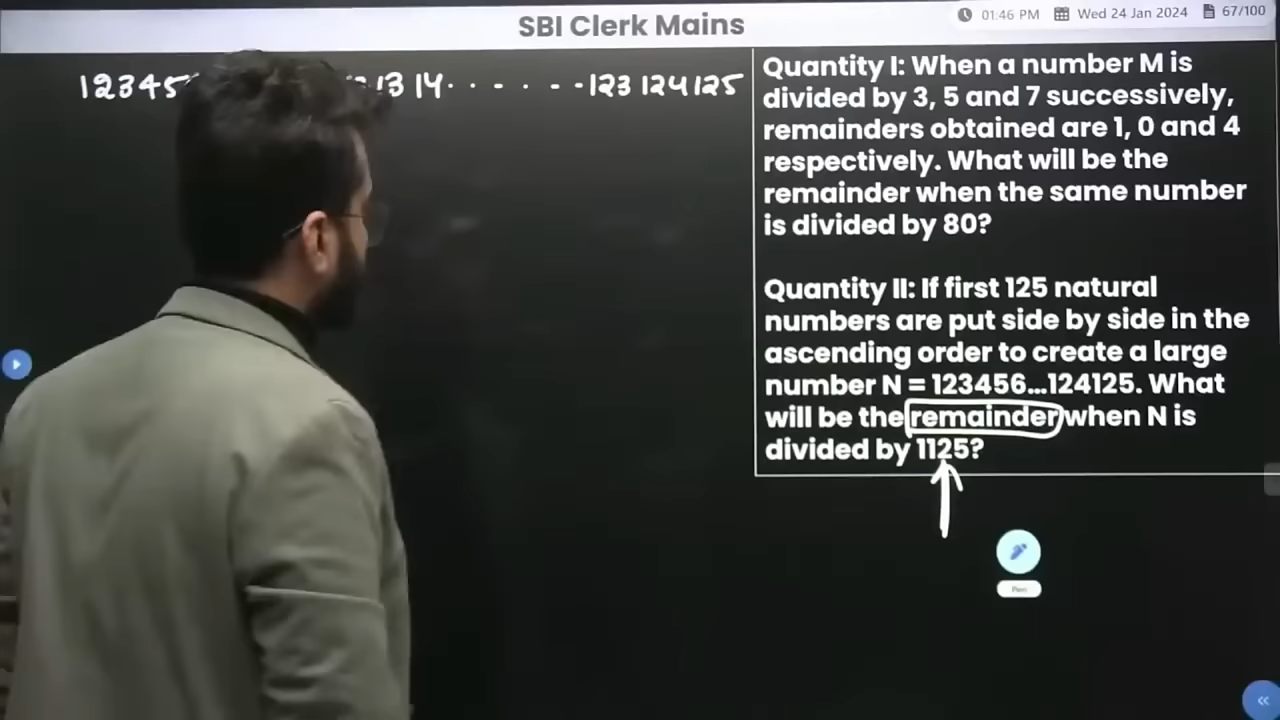 SBI Clerk Mains
01:46 PM Wed 24 Jan 2024 67/100
12345 13 14 . . - . . - - 123 124 125
Quantity I: When a number M is
divided by 3, 5 and 7 successively,
remainders obtained are 1, 0 and 4
respectively. What will be the
remainder when the same number
is divided by 80?
Quantity II: If first 125 natural
numbers are put side by side in the
ascending order to create a large
number N = 123456...124125. What
will be the remainder when N is
divided by 1125?
Pen